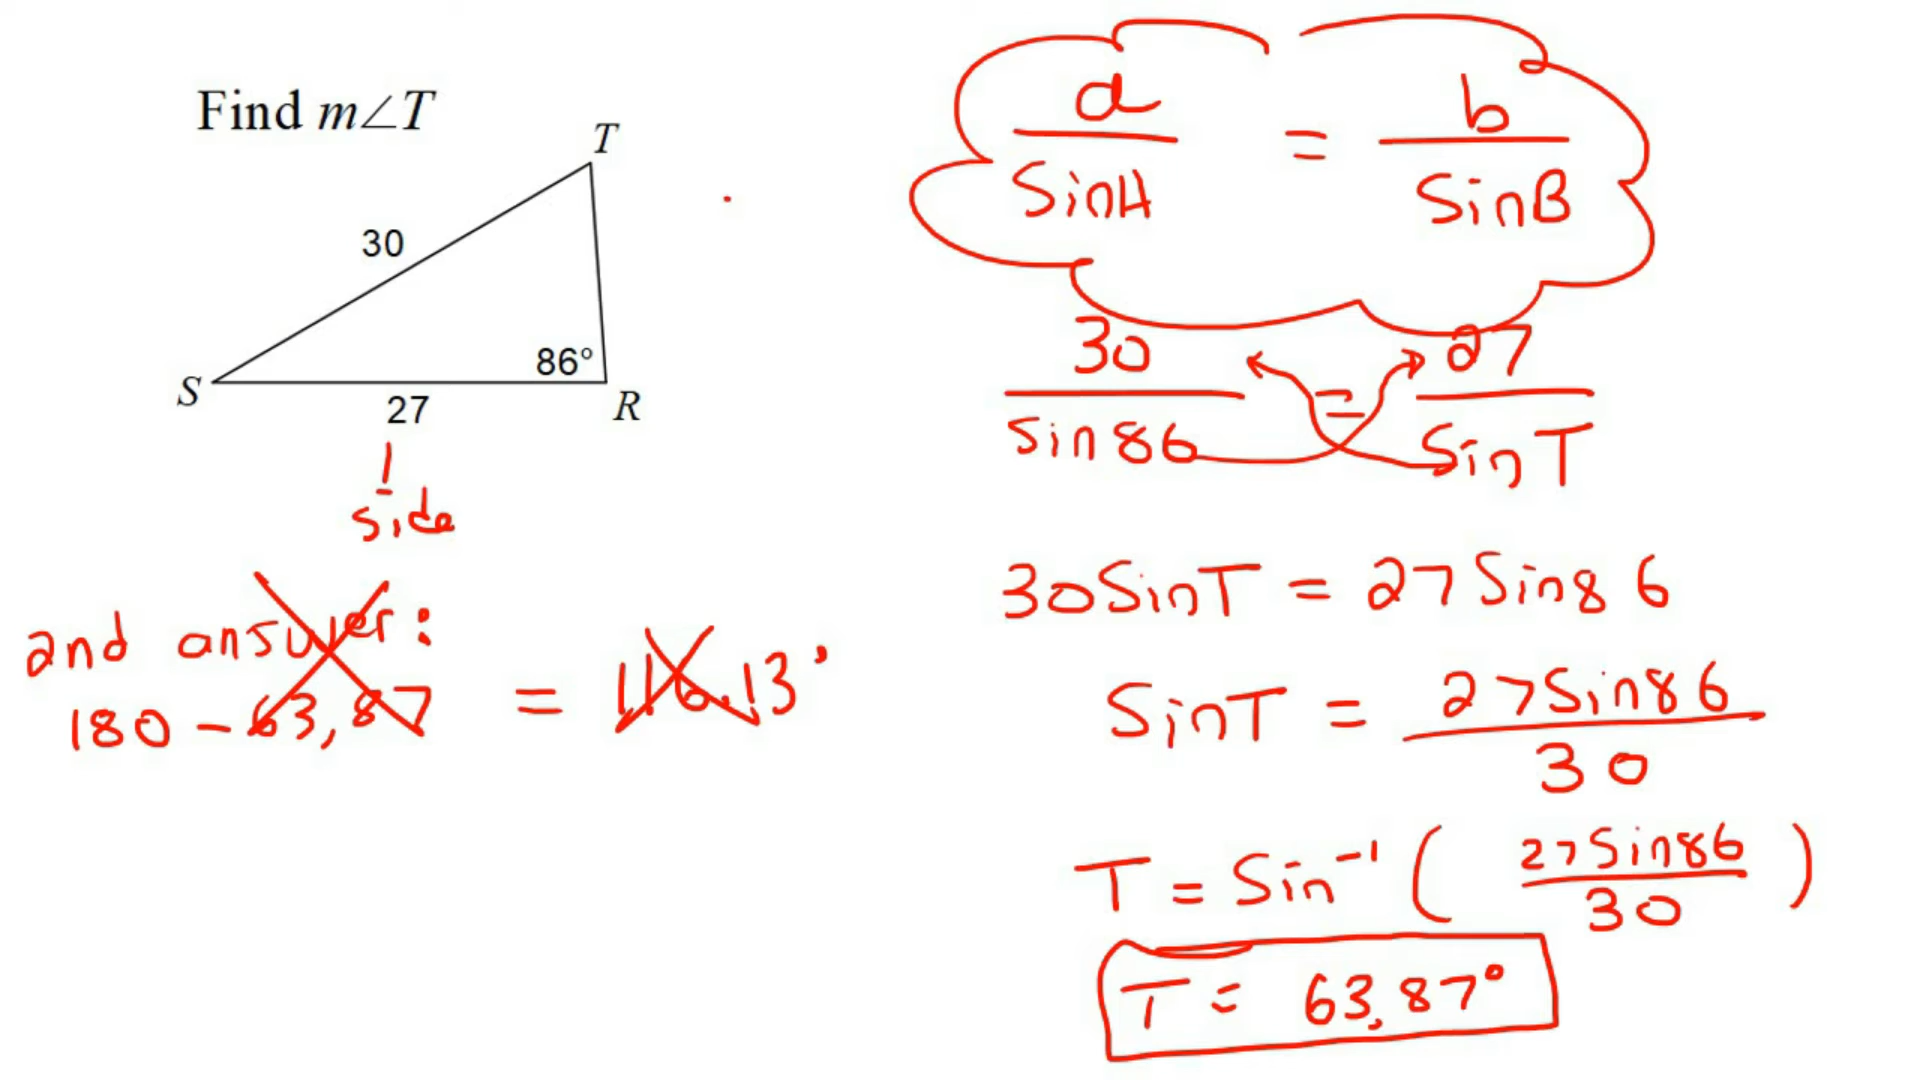 Find m∠T
T
30
86°
S
27
R
side
and answer:
180 - 63,87 = 116.13°
a / SinA = b / SinB
30 / Sin86 = 27 / SinT
30SinT = 27Sin86
SinT = 27Sin86 / 30
T = Sin⁻¹ ( 27Sin86 / 30 )
T = 63,87°